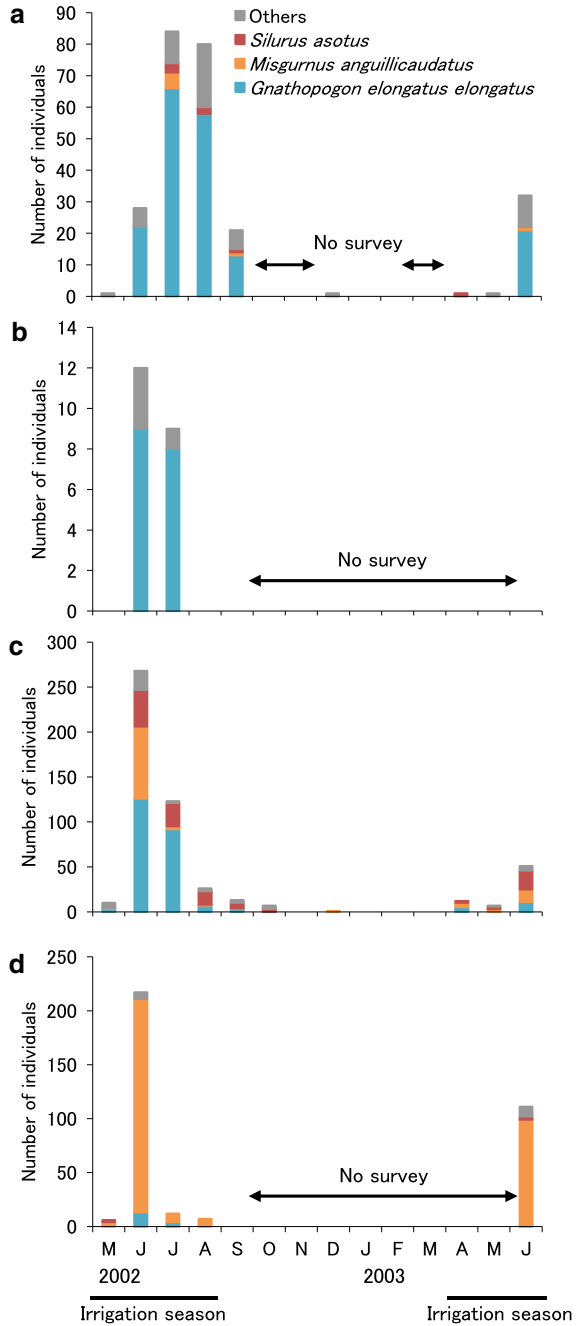 a
Others
Silurus asotus
Misgurnus anguillicaudatus
Gnathopogon elongatus elongatus
Number of individuals
90
80
70
60
50
40
30
20
10
0
No survey
b
Number of individuals
14
12
10
8
6
4
2
0
No survey
c
Number of individuals
300
250
200
150
100
50
0
d
Number of individuals
250
200
150
100
50
0
No survey
M J J A S O N D J F M A M J
2002 2003
Irrigation season Irrigation season